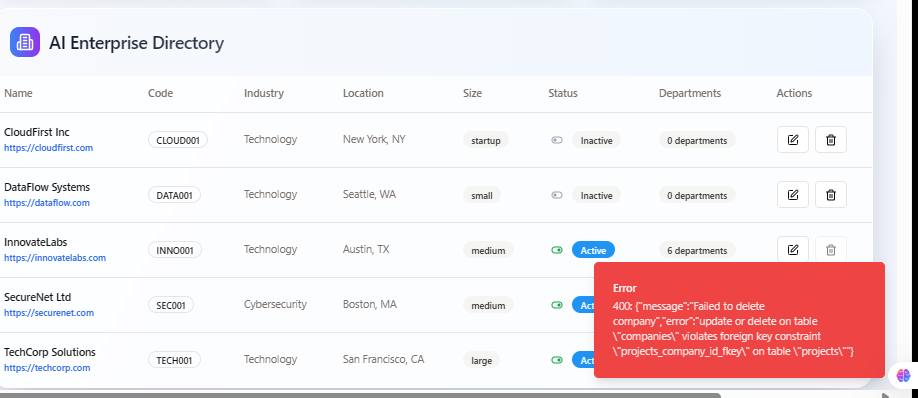 AI Enterprise Directory
Name Code Industry Location Size Status Departments Actions
CloudFirst Inc
https://cloudfirst.com
CLOUD001 Technology New York, NY startup Inactive 0 departments
DataFlow Systems
https://dataflow.com
DATA001 Technology Seattle, WA small Inactive 0 departments
InnovateLabs
https://innovatelabs.com
INNO001 Technology Austin, TX medium Active 6 departments
SecureNet Ltd
https://securenet.com
SEC001 Cybersecurity Boston, MA medium Act
TechCorp Solutions
https://techcorp.com
TECH001 Technology San Francisco, CA large Act
Error
400: {"message":"Failed to delete
company","error":"update or delete on table
\"companies\" violates foreign key constraint
\"projects_company_id_fkey\" on table \"projects\""}